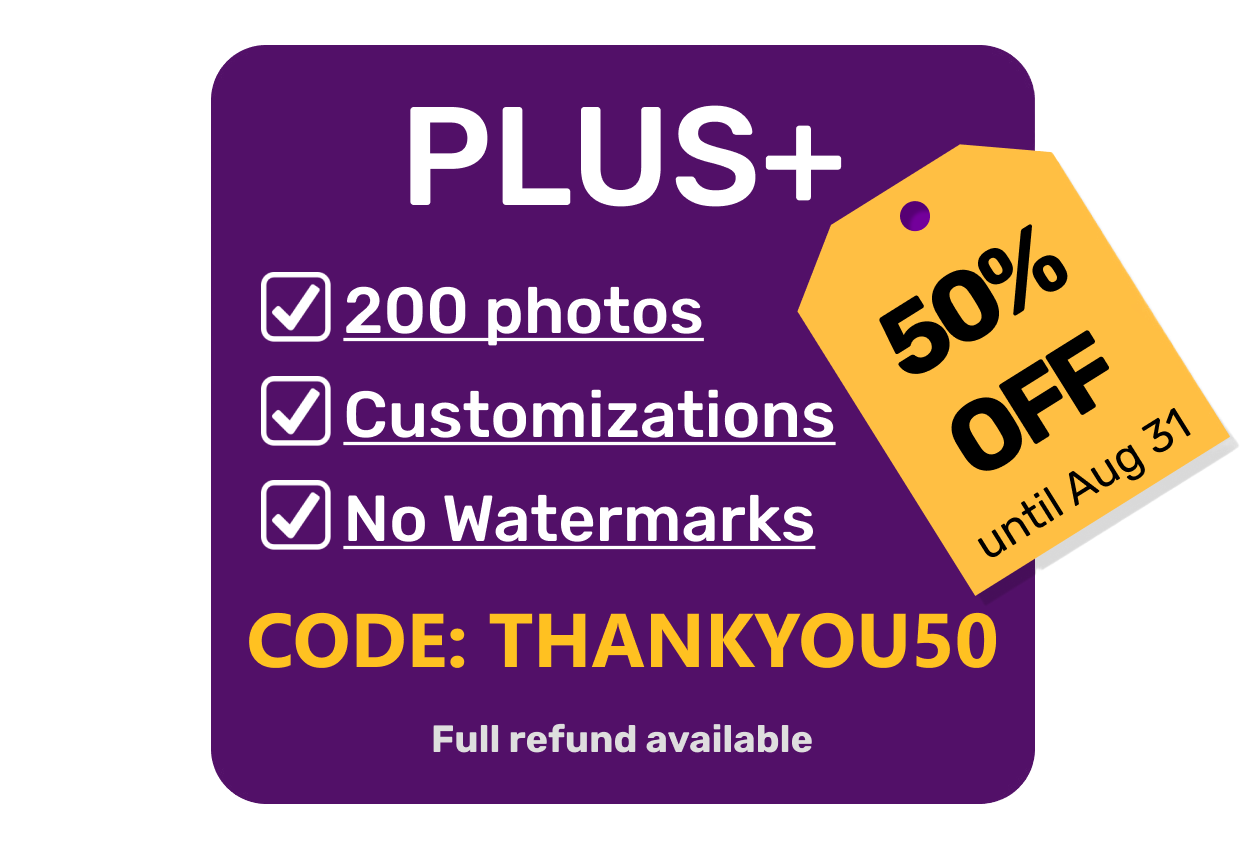 PLUS+
50%
OFF
until Aug 31
200 photos
Customizations
No Watermarks
CODE: THANKYOU50
Full refund available